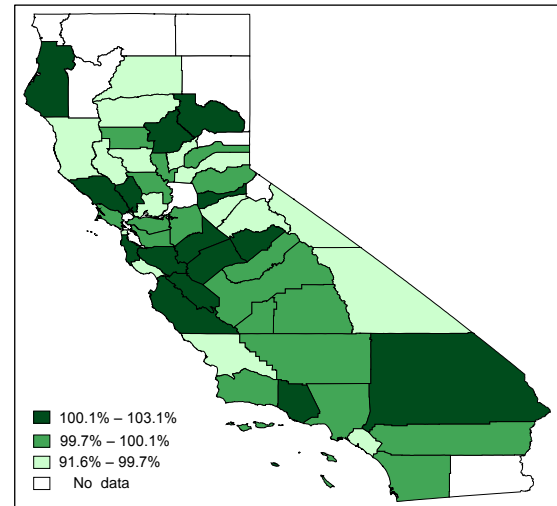 100.1% – 103.1%
99.7% – 100.1%
91.6% – 99.7%
No data